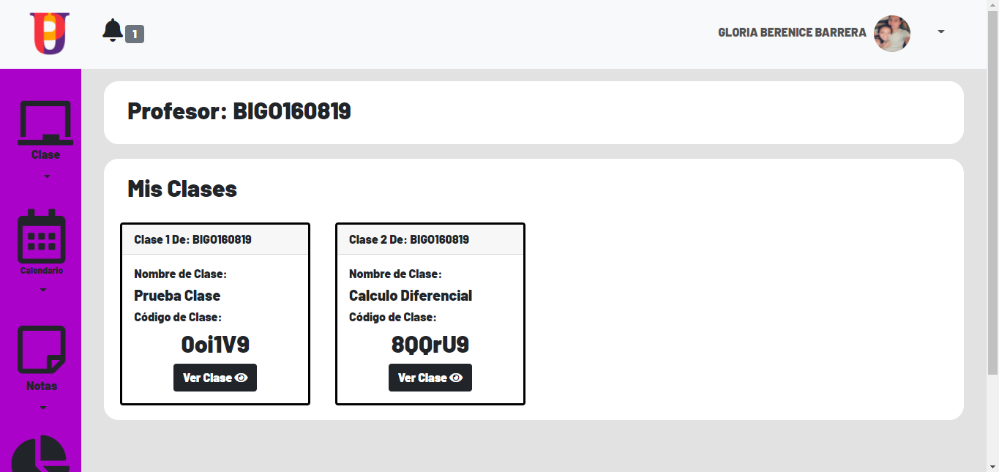 1
GLORIA BERENICE BARRERA
Clase
Calendario
Notas
Profesor: BIGO160819
Mis Clases
Clase 1 De: BIGO160819
Nombre de Clase:
Prueba Clase
Código de Clase:
0oi1V9
Ver Clase
Clase 2 De: BIGO160819
Nombre de Clase:
Calculo Diferencial
Código de Clase:
8QQrU9
Ver Clase